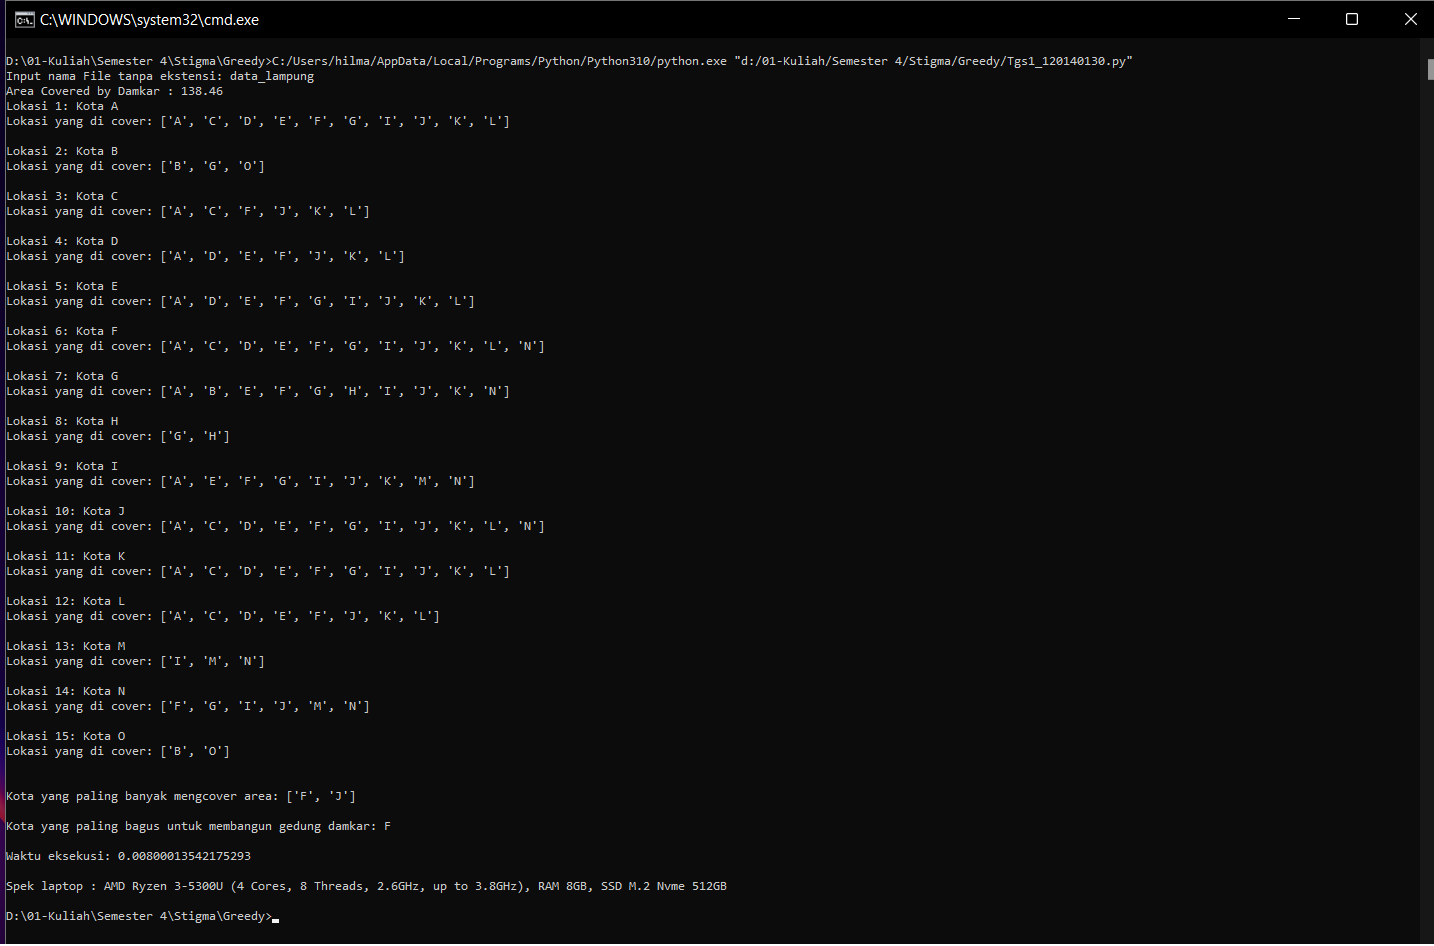 C:\WINDOWS\system32\cmd.exe
D:\01-Kuliah\Semester 4\Stigma\Greedy>C:/Users/hilma/AppData/Local/Programs/Python/Python310/python.exe "d:/01-Kuliah/Semester 4/Stigma/Greedy/Tgs1_120140130.py"
Input nama File tanpa ekstensi: data_lampung
Area Covered by Damkar : 138.46
Lokasi 1: Kota A
Lokasi yang di cover: ['A', 'C', 'D', 'E', 'F', 'G', 'I', 'J', 'K', 'L']
Lokasi 2: Kota B
Lokasi yang di cover: ['B', 'G', 'O']
Lokasi 3: Kota C
Lokasi yang di cover: ['A', 'C', 'F', 'J', 'K', 'L']
Lokasi 4: Kota D
Lokasi yang di cover: ['A', 'D', 'E', 'F', 'J', 'K', 'L']
Lokasi 5: Kota E
Lokasi yang di cover: ['A', 'D', 'E', 'F', 'G', 'I', 'J', 'K', 'L']
Lokasi 6: Kota F
Lokasi yang di cover: ['A', 'C', 'D', 'E', 'F', 'G', 'I', 'J', 'K', 'L', 'N']
Lokasi 7: Kota G
Lokasi yang di cover: ['A', 'B', 'E', 'F', 'G', 'H', 'I', 'J', 'K', 'N']
Lokasi 8: Kota H
Lokasi yang di cover: ['G', 'H']
Lokasi 9: Kota I
Lokasi yang di cover: ['A', 'E', 'F', 'G', 'I', 'J', 'K', 'M', 'N']
Lokasi 10: Kota J
Lokasi yang di cover: ['A', 'C', 'D', 'E', 'F', 'G', 'I', 'J', 'K', 'L', 'N']
Lokasi 11: Kota K
Lokasi yang di cover: ['A', 'C', 'D', 'E', 'F', 'G', 'I', 'J', 'K', 'L']
Lokasi 12: Kota L
Lokasi yang di cover: ['A', 'C', 'D', 'E', 'F', 'J', 'K', 'L']
Lokasi 13: Kota M
Lokasi yang di cover: ['I', 'M', 'N']
Lokasi 14: Kota N
Lokasi yang di cover: ['F', 'G', 'I', 'J', 'M', 'N']
Lokasi 15: Kota O
Lokasi yang di cover: ['B', 'O']
Kota yang paling banyak mengcover area: ['F', 'J']
Kota yang paling bagus untuk membangun gedung damkar: F
Waktu eksekusi: 0.00800013542175293
Spek laptop : AMD Ryzen 3-5300U (4 Cores, 8 Threads, 2.6GHz, up to 3.8GHz), RAM 8GB, SSD M.2 Nvme 512GB
D:\01-Kuliah\Semester 4\Stigma\Greedy>